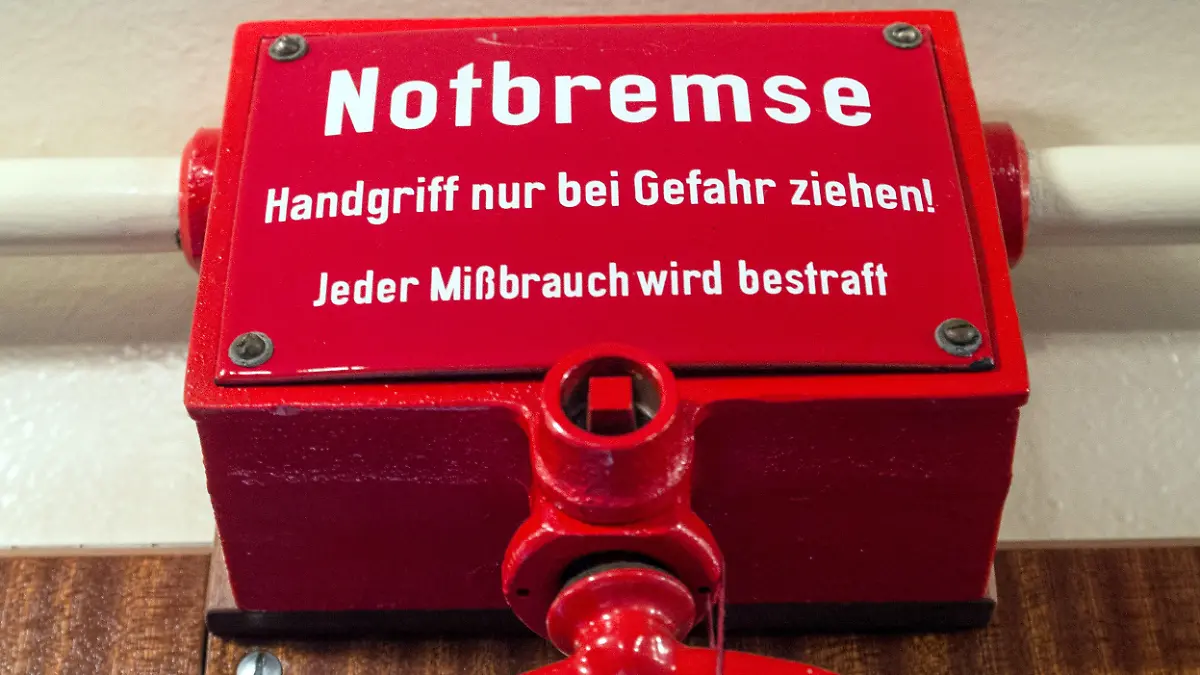 Notbremse
Handgriff nur bei Gefahr ziehen!
Jeder Mißbrauch wird bestraft